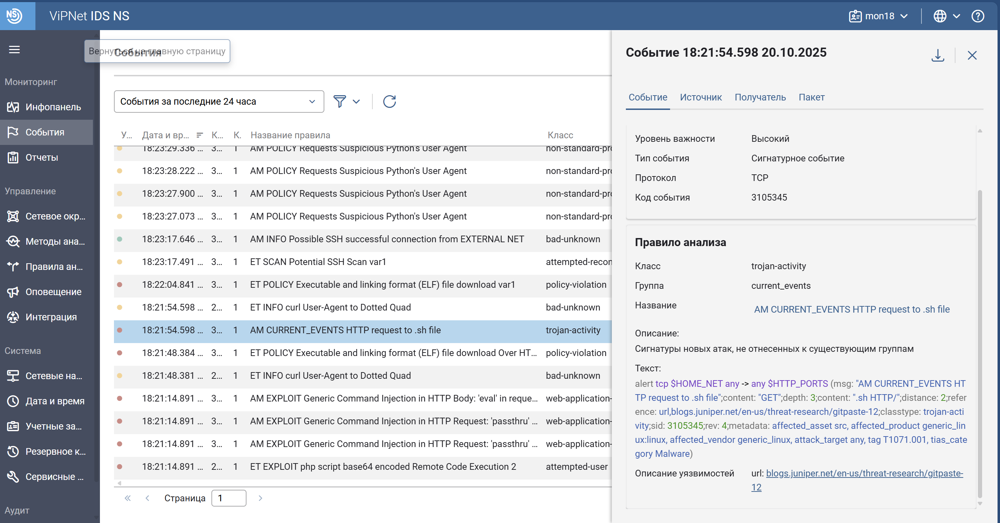 NS ViPNet IDS NS mon18
Вернуться на главную страницу
События
Мониторинг
Инфопанель
События
Отчеты
Управление
Сетевое окр...
Методы ана...
Правила ан...
Оповещение
Интеграция
Система
Сетевые на...
Дата и время
Учетные за...
Резервное к...
Сервисные ...
Аудит
События за последние 24 часа
У... Дата и вр... К... К. Название правила Класс
18:23:29.336 ... 3... 1 AM POLICY Requests Suspicious Python's User Agent non-standard-pro
18:23:28.222 ... 3... 1 AM POLICY Requests Suspicious Python's User Agent non-standard-pro
18:23:27.900 ... 3... 1 AM POLICY Requests Suspicious Python's User Agent non-standard-pro
18:23:27.073 ... 3... 1 AM POLICY Requests Suspicious Python's User Agent non-standard-pro
18:23:17.646 ... 3... 1 AM INFO Possible SSH successful connection from EXTERNAL NET bad-unknown
18:23:17.491 ... 3... 1 ET SCAN Potential SSH Scan var1 attempted-recon
18:22:04.841 ... 3... 1 ET POLICY Executable and linking format (ELF) file download var1 policy-violation
18:21:54.598 ... 2... 1 ET INFO curl User-Agent to Dotted Quad bad-unknown
18:21:54.598 ... 3... 1 AM CURRENT_EVENTS HTTP request to .sh file trojan-activity
18:21:48.384 ... 3... 1 ET POLICY Executable and linking format (ELF) file download Over HT... policy-violation
18:21:48.381 ... 2... 1 ET INFO curl User-Agent to Dotted Quad bad-unknown
18:21:14.891 ... 3... 1 AM EXPLOIT Generic Command Injection in HTTP Body: 'eval' in reque... web-application-
18:21:14.891 ... 3... 1 AM EXPLOIT Generic Command Injection in HTTP Request: 'passthru' ... web-application-
18:21:14.891 ... 3... 1 AM EXPLOIT Generic Command Injection in HTTP Request: 'passthru' ... web-application-
18:21:14.891 ... 2... 1 ET EXPLOIT php script base64 encoded Remote Code Execution 2 attempted-user
Страница 1
Событие 18:21:54.598 20.10.2025
Событие Источник Получатель Пакет
Уровень важности Высокий
Тип события Сигнатурное событие
Протокол TCP
Код события 3105345
Правило анализа
Класс trojan-activity
Группа current_events
Название AM CURRENT_EVENTS HTTP request to .sh file
Описание:
Сигнатуры новых атак, не отнесенных к существующим группам
Текст:
alert tcp $HOME_NET any -> any $HTTP_PORTS (msg: "AM CURRENT_EVENTS HT
TP request to .sh file";content: "GET";depth: 3;content: ".sh HTTP/";distance: 2;refer
ence: url,blogs.juniper.net/en-us/threat-research/gitpaste-12;classtype: trojan-acti
vity;sid: 3105345;rev: 4;metadata: affected_asset src, affected_product generic_lin
ux:linux, affected_vendor generic_linux, attack_target any, tag T1071.001, tias_cate
gory Malware)
Описание уязвимостей url: blogs.juniper.net/en-us/threat-research/gitpaste-
12